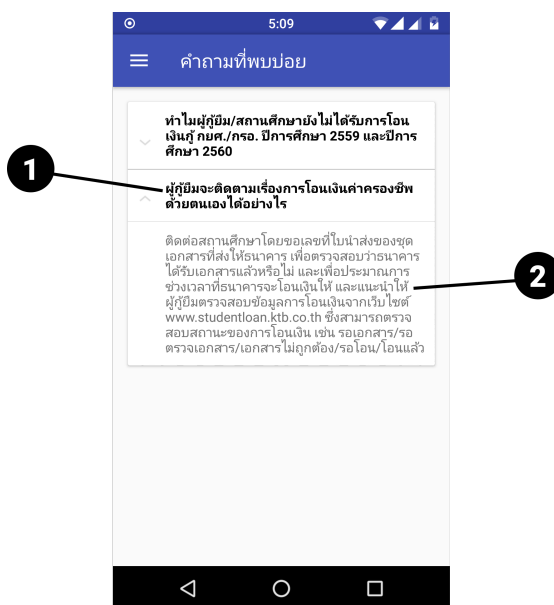 5:09
คำถามที่พบบ่อย
ทำไมผู้กู้ยืม/สถานศึกษายังไม่ได้รับการโอน
เงินกู้ กยศ./กรอ. ปีการศึกษา 2559 และปีการ
ศึกษา 2560
1
ผู้กู้ยืมจะติดตามเรื่องการโอนเงินค่าครองชีพ
ด้วยตนเองได้อย่างไร
ติดต่อสถานศึกษาโดยขอเลขที่ใบนำส่งของชุด
เอกสารที่ส่งให้ธนาคาร เพื่อตรวจสอบว่าธนาคาร
ได้รับเอกสารแล้วหรือไม่ และเพื่อประมาณการ
ช่วงเวลาที่ธนาคารจะโอนเงินให้ และแนะนำให้
2
ผู้กู้ยืมตรวจสอบข้อมูลการโอนเงินจากเว็บไซต์
www.studentloan.ktb.co.th ซึ่งสามารถตรวจ
สอบสถานะของการโอนเงิน เช่น รอเอกสาร/รอ
ตรวจเอกสาร/เอกสารไม่ถูกต้อง/รอโอน/โอนแล้ว